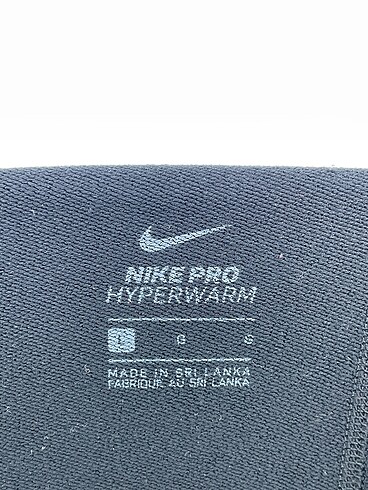 NIKE PRO
HYPERWARM
L G G
MADE IN SRI LANKA
FABRIQUÉ AU SRI LANKA